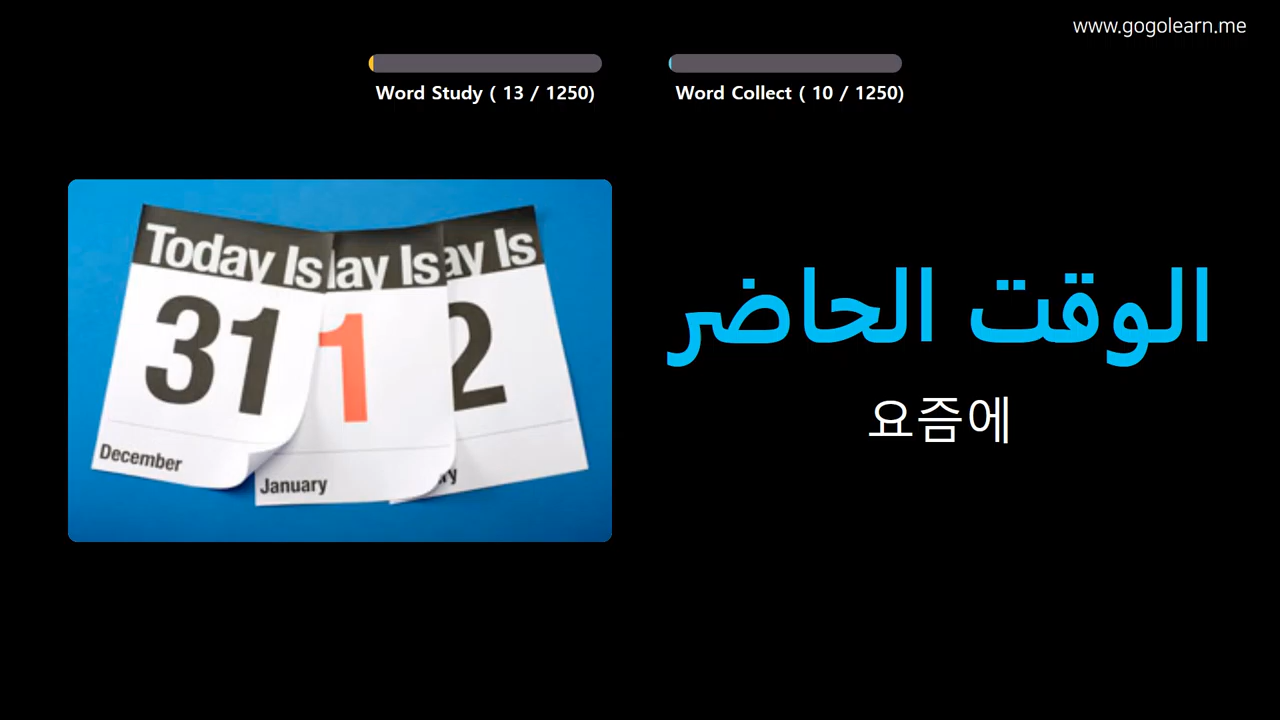 www.gogolearn.me
Word Study ( 13 / 1250)
Word Collect ( 10 / 1250)
Today Is
ay Is
ay Is
31
1
2
December
January
ry
الوقت الحاضر
요즘에